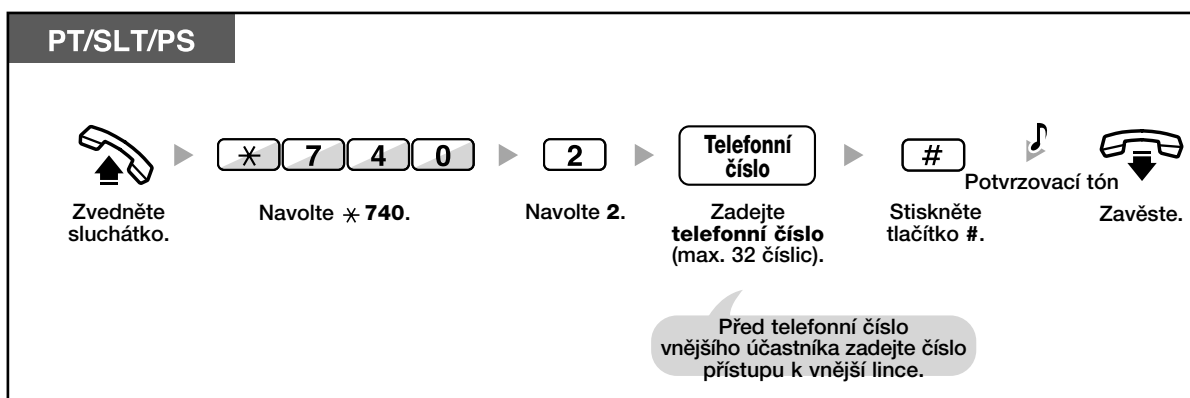 PT/SLT/PS
✳ 7 4 0
2
Telefonní
číslo
#
Potvrzovací tón
Zvedněte
sluchátko.
Navolte ✳ 740.
Navolte 2.
Zadejte
telefonní číslo
(max. 32 číslic).
Stiskněte
tlačítko #.
Zavěste.
Před telefonní číslo
vnějšího účastníka zadejte číslo
přístupu k vnější lince.